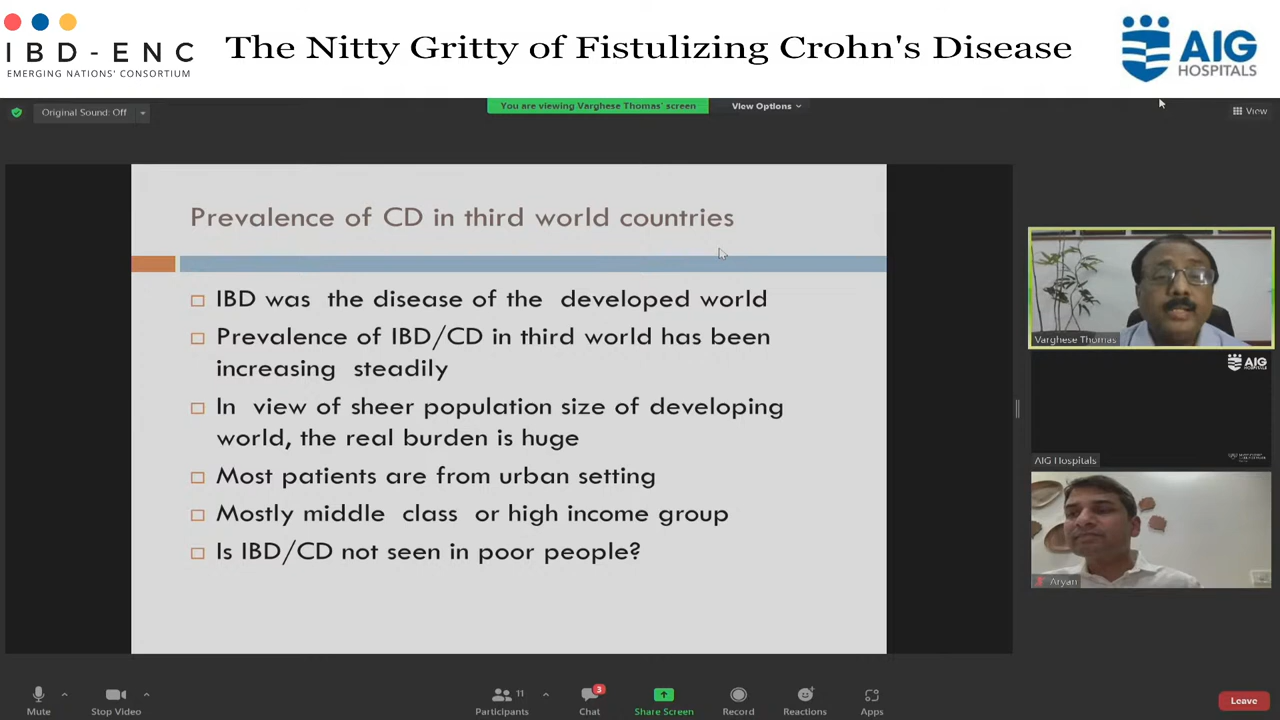 IBD-ENC
EMERGING NATIONS' CONSORTIUM
The Nitty Gritty of Fistulizing Crohn's Disease
AIG
HOSPITALS
Original Sound: Off
You are viewing Varghese Thomas' screen
View Options
View
Prevalence of CD in third world countries
IBD was the disease of the developed world
Prevalence of IBD/CD in third world has been
increasing steadily
In view of sheer population size of developing
world, the real burden is huge
Most patients are from urban setting
Mostly middle class or high income group
Is IBD/CD not seen in poor people?
Varghese Thomas
AIG
HOSPITALS
AIG Hospitals
Aryan
Mute
Stop Video
11
Participants
3
Chat
Share Screen
Record
Reactions
Apps
Leave